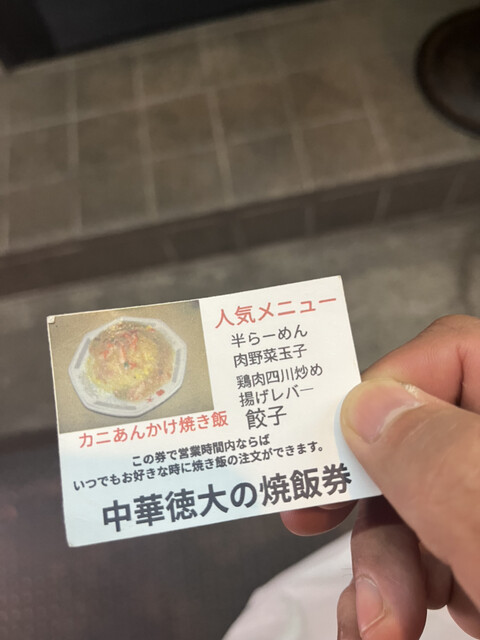 人気メニュー
半らーめん
肉野菜玉子
鶏肉四川炒め
揚げレバー
餃子
カニあんかけ焼き飯
この券で営業時間内ならば
いつでもお好きな時に焼き飯の注文ができます。
中華徳大の焼飯券